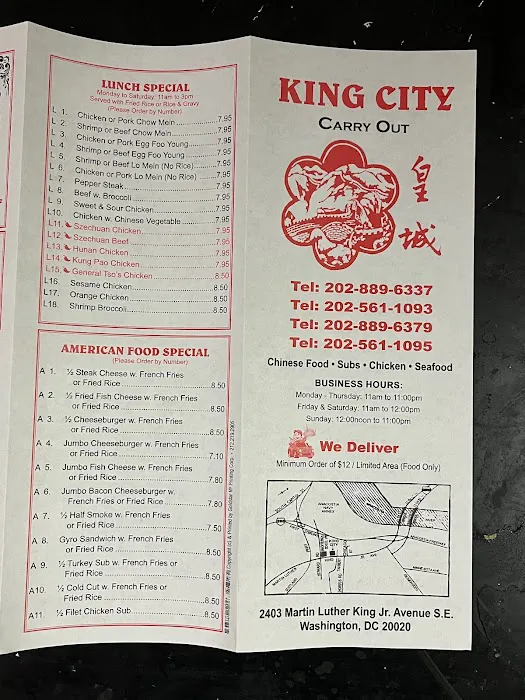 LUNCH SPECIAL
Monday to Saturday: 11am to 3pm
Served with Fried Rice or Rice & Gravy
(Please Order by Number)
L 1. Chicken or Pork Chow Mein 7.95
L 2. Shrimp or Beef Chow Mein 7.95
L 3. Chicken or Pork Egg Foo Young 7.95
L 4. Shrimp or Beef Egg Foo Young 7.95
L 5. Shrimp or Beef Lo Mein (No Rice) 7.95
L 6. Chicken or Pork Lo Mein (No Rice) 7.95
L 7. Pepper Steak 7.95
L 8. Beef w. Broccoli 7.95
L 9. Sweet & Sour Chicken 7.95
L10. Chicken w. Chinese Vegetable 7.95
L11. Szechuan Chicken 7.95
L12. Szechuan Beef 7.95
L13. Hunan Chicken 7.95
L14. Kung Pao Chicken 7.95
L15. General Tso's Chicken 8.50
L16. Sesame Chicken 8.50
L17. Orange Chicken 8.50
L18. Shrimp Broccoli 8.50
AMERICAN FOOD SPECIAL
(Please Order by Number)
A 1. ½ Steak Cheese w. French Fries
or Fried Rice 8.50
A 2. ½ Fried Fish Cheese w. French Fries
or Fried Rice 8.50
A 3. ½ Cheeseburger w. French Fries
or Fried Rice 8.50
A 4. Jumbo Cheeseburger w. French Fries
or Fried Rice 7.10
A 5. Jumbo Fish Cheese w. French Fries
or Fried Rice 7.80
A 6. Jumbo Bacon Cheeseburger w.
French Fries or Fried Rice 7.80
A 7. ½ Half Smoke w. French Fries
or Fried Rice 7.50
A 8. Gyro Sandwich w. French Fries
or Fried Rice 8.50
A 9. ½ Turkey Sub w. French Fries or
Fried Rice 8.50
A10. ½ Cold Cut w. French Fries or
Fried Rice 8.50
A11. ½ Filet Chicken Sub 8.50
KING CITY
CARRY OUT
皇城
Tel: 202-889-6337
Tel: 202-561-1093
Tel: 202-889-6379
Tel: 202-561-1095
Chinese Food • Subs • Chicken • Seafood
BUSINESS HOURS:
Monday - Thursday: 11am to 11:00pm
Friday & Saturday: 11am to 12:00pm
Sunday: 12:00noon to 11:00pm
We Deliver
Minimum Order of $12 / Limited Area (Food Only)
ANACOSTIA
NAVY
ANNEX
RIVER
2403 Martin Luther King Jr. Avenue S.E.
Washington, DC 20020